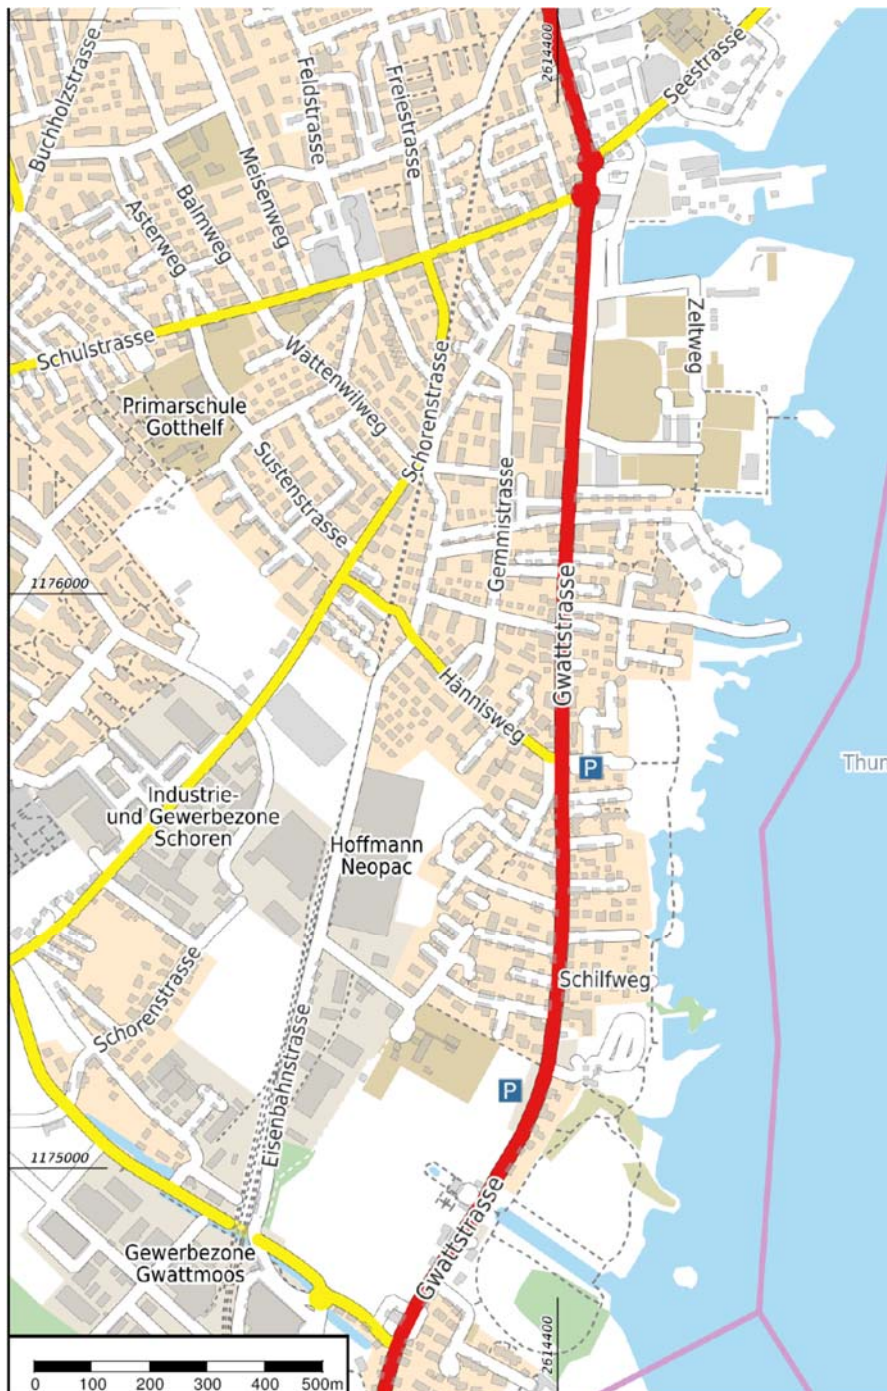 2614400
Seestrasse
Buchholzstrasse
Feldstrasse
Freiestrasse
Meisenweg
Balmweg
Asterweg
Zeltweg
Schulstrasse
Wattenwilweg
Schorenstrasse
Primarschule
Gotthelf
Sustenstrasse
Gemmistrasse
1176000
Gwattstrasse
Hännisweg
P
Thun
Industrie-
und Gewerbezone
Schoren
Hoffmann
Neopac
Schilfweg
Schorenstrasse
Eisenbahnstrasse
P
1175000
Gwattstrasse
Gewerbezone
Gwattmoos
2614400
0 100 200 300 400 500m